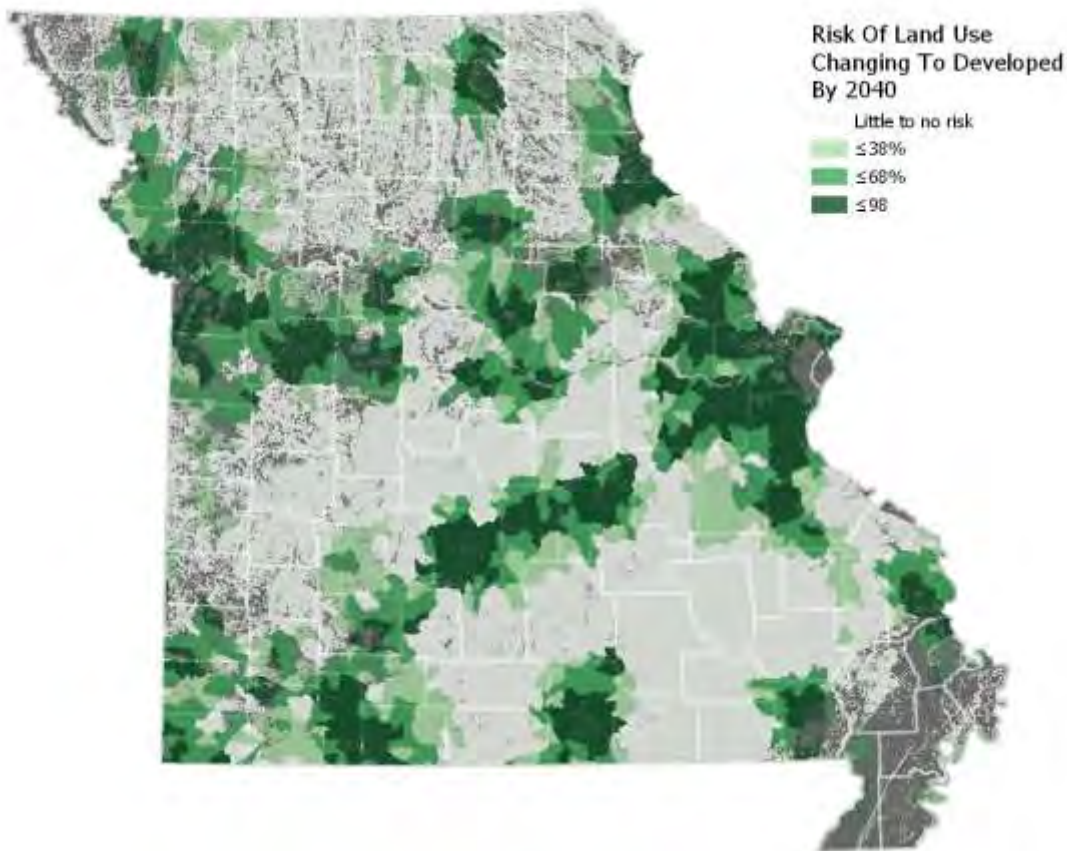 Risk Of Land Use
Changing To Developed
By 2040
Little to no risk
≤38%
≤68%
≤98